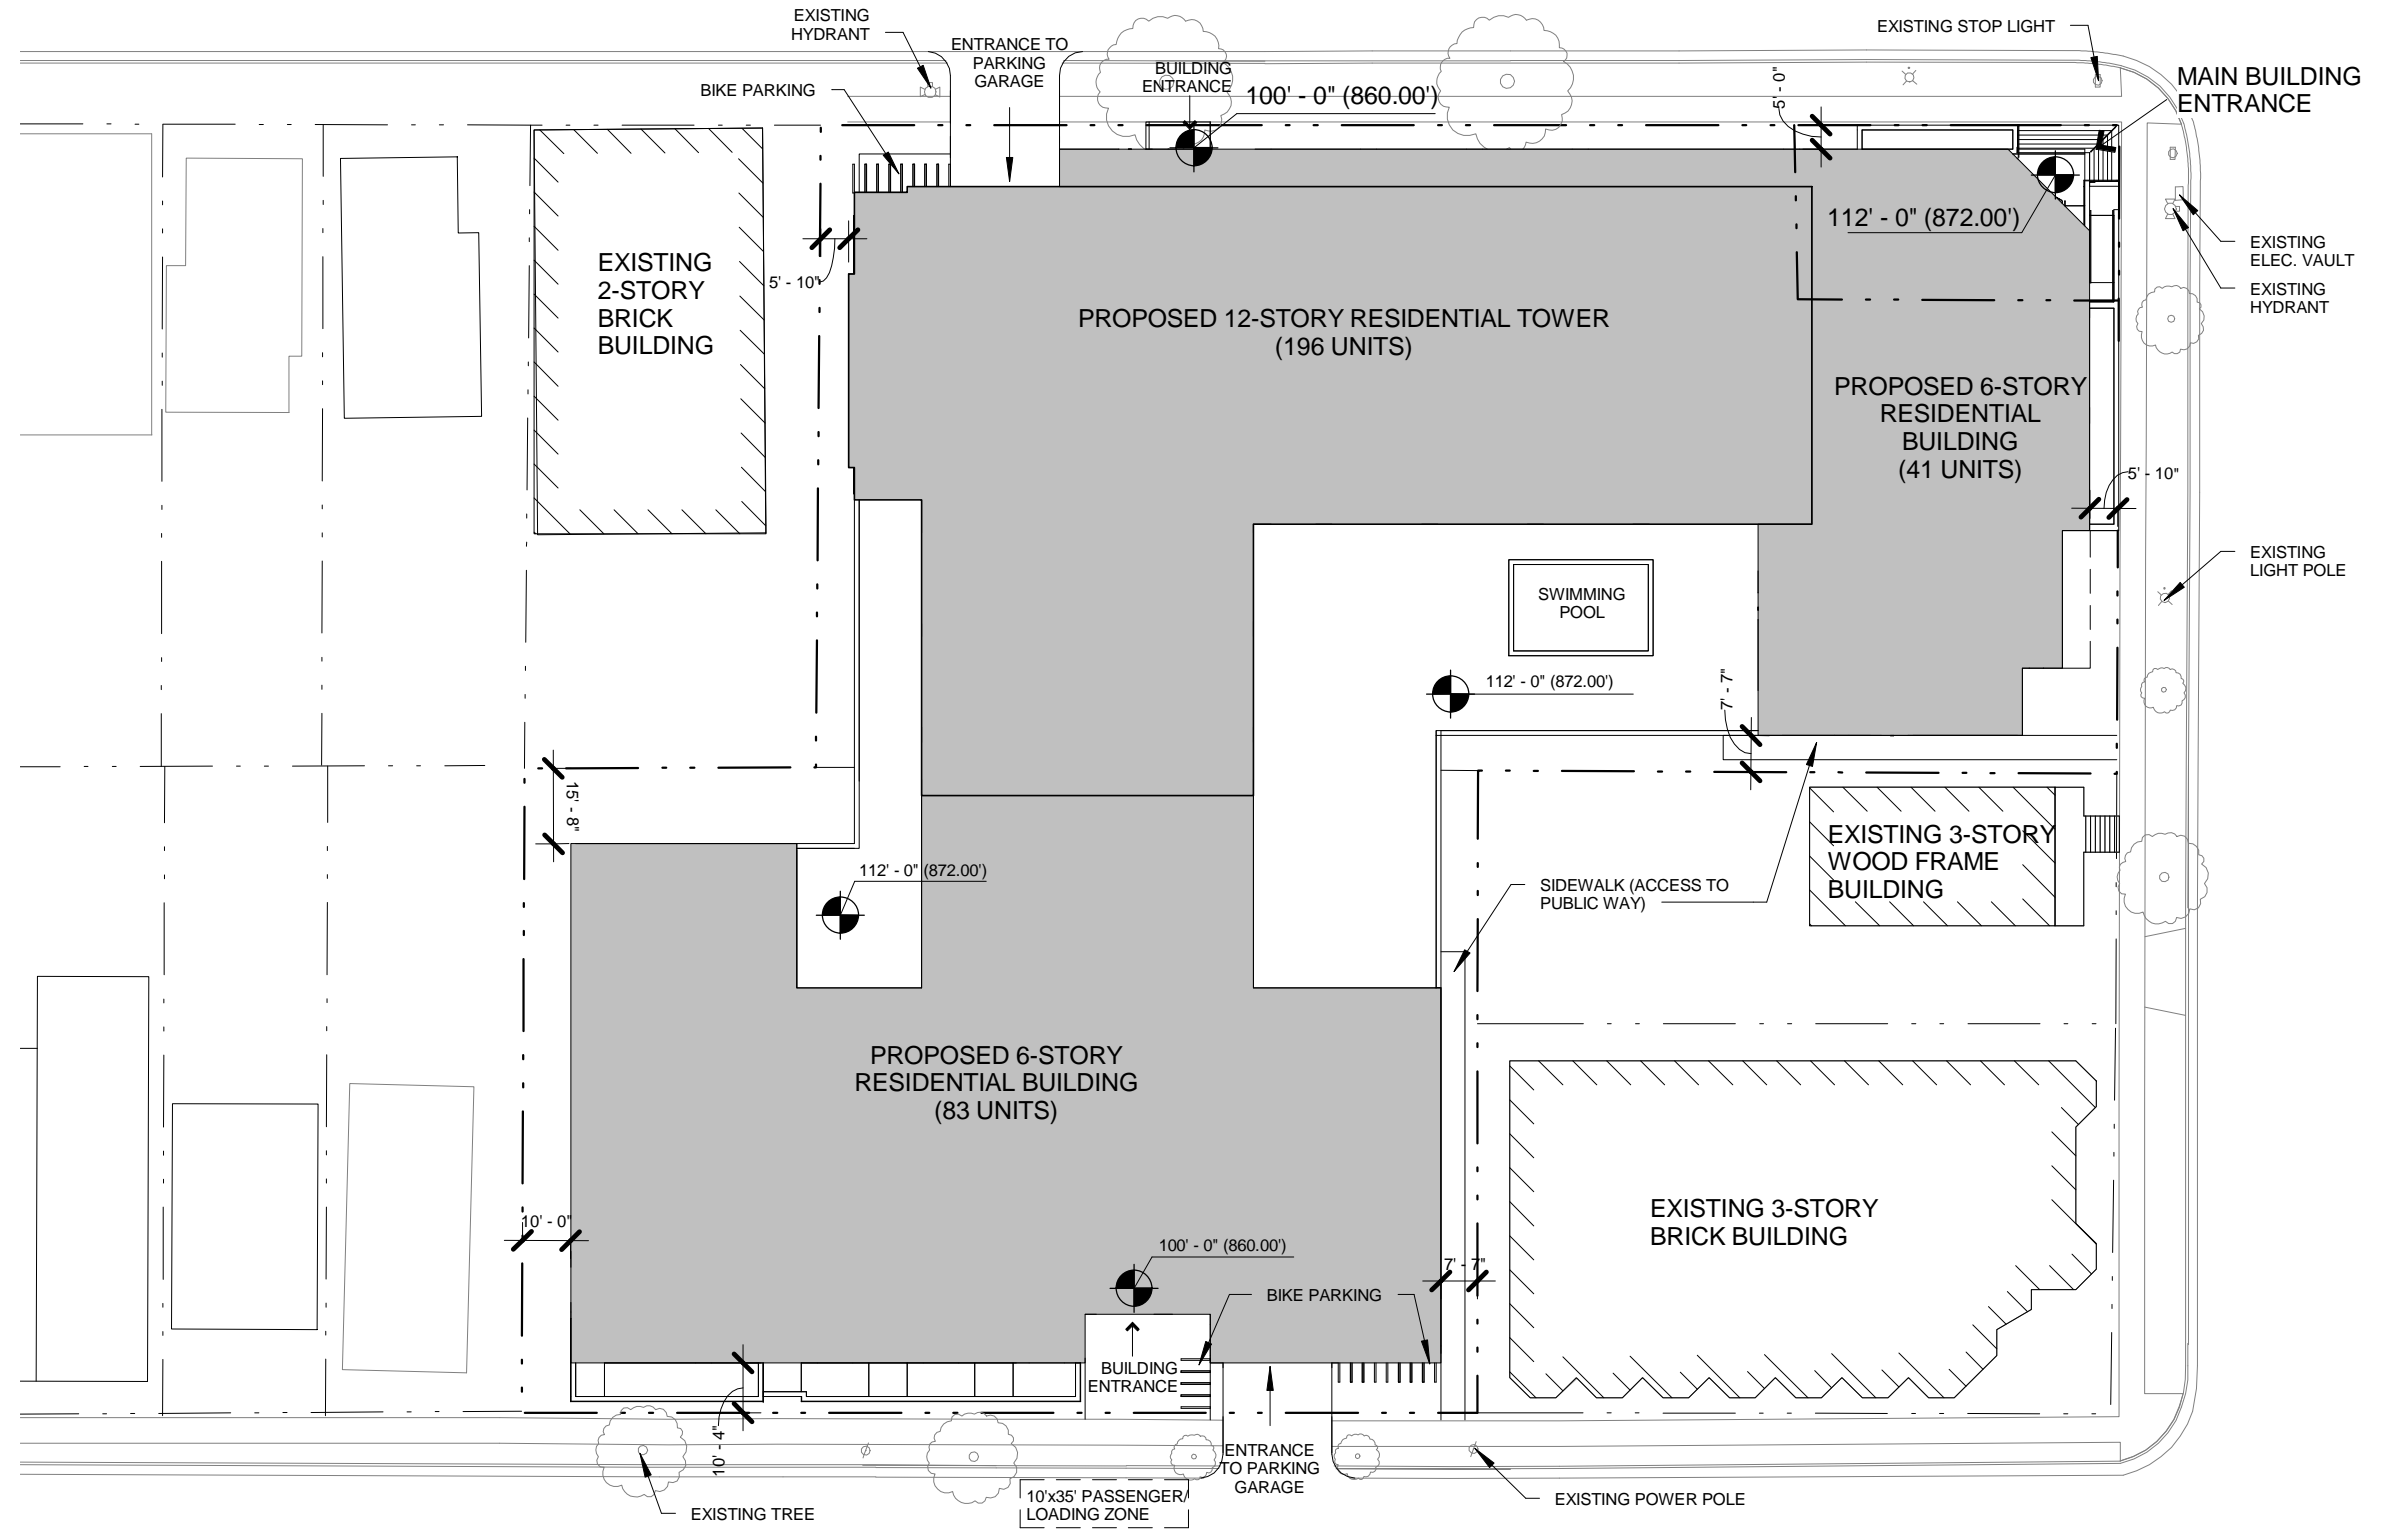 EXISTING
HYDRANT
ENTRANCE TO
PARKING
GARAGE
BUILDING
ENTRANCE
100' - 0" (860.00')
5' - 0"
EXISTING STOP LIGHT
MAIN BUILDING
ENTRANCE
BIKE PARKING
112' - 0" (872.00')
EXISTING
ELEC. VAULT
EXISTING
HYDRANT
EXISTING
2-STORY
BRICK
BUILDING
5' - 10"
PROPOSED 12-STORY RESIDENTIAL TOWER
(196 UNITS)
PROPOSED 6-STORY
RESIDENTIAL
BUILDING
(41 UNITS)
5' - 10"
EXISTING
LIGHT POLE
SWIMMING
POOL
112' - 0" (872.00')
7' - 7"
15' - 8"
112' - 0" (872.00')
SIDEWALK (ACCESS TO
PUBLIC WAY)
EXISTING 3-STORY
WOOD FRAME
BUILDING
PROPOSED 6-STORY
RESIDENTIAL BUILDING
(83 UNITS)
EXISTING 3-STORY
BRICK BUILDING
10' - 0"
100' - 0" (860.00')
7' - 7"
BIKE PARKING
BUILDING
ENTRANCE
10' - 4"
ENTRANCE
TO PARKING
GARAGE
10'x35' PASSENGER/
LOADING ZONE
EXISTING TREE
EXISTING POWER POLE